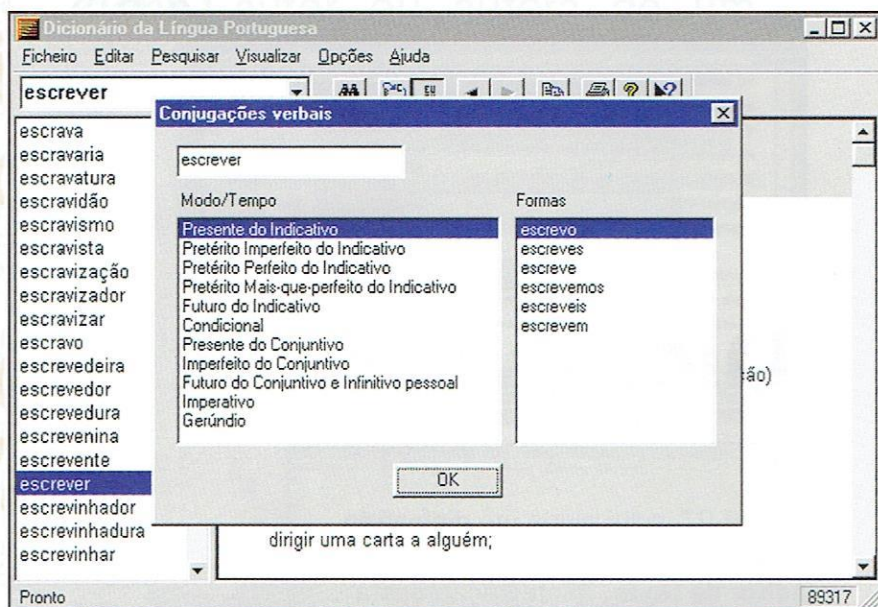 Dicionário da Língua Portuguesa
Ficheiro Editar Pesquisar Visualizar Opções Ajuda
escrever
escrava
escravaria
escravatura
escravidão
escravismo
escravista
escravização
escravizador
escravizar
escravo
escrevedeira
escrevedor
escrevedura
escrevenina
escrevente
escrever
escrevinhador
escrevinhadura
escrevinhar
Conjugações verbais
escrever
Modo/Tempo
Presente do Indicativo
Pretérito Imperfeito do Indicativo
Pretérito Perfeito do Indicativo
Pretérito Mais-que-perfeito do Indicativo
Futuro do Indicativo
Condicional
Presente do Conjuntivo
Imperfeito do Conjuntivo
Futuro do Conjuntivo e Infinitivo pessoal
Imperativo
Gerúndio
Formas
escrevo
escreves
escreve
escrevemos
escreveis
escrevem
OK
ão)
dirigir uma carta a alguém;
Pronto
89317